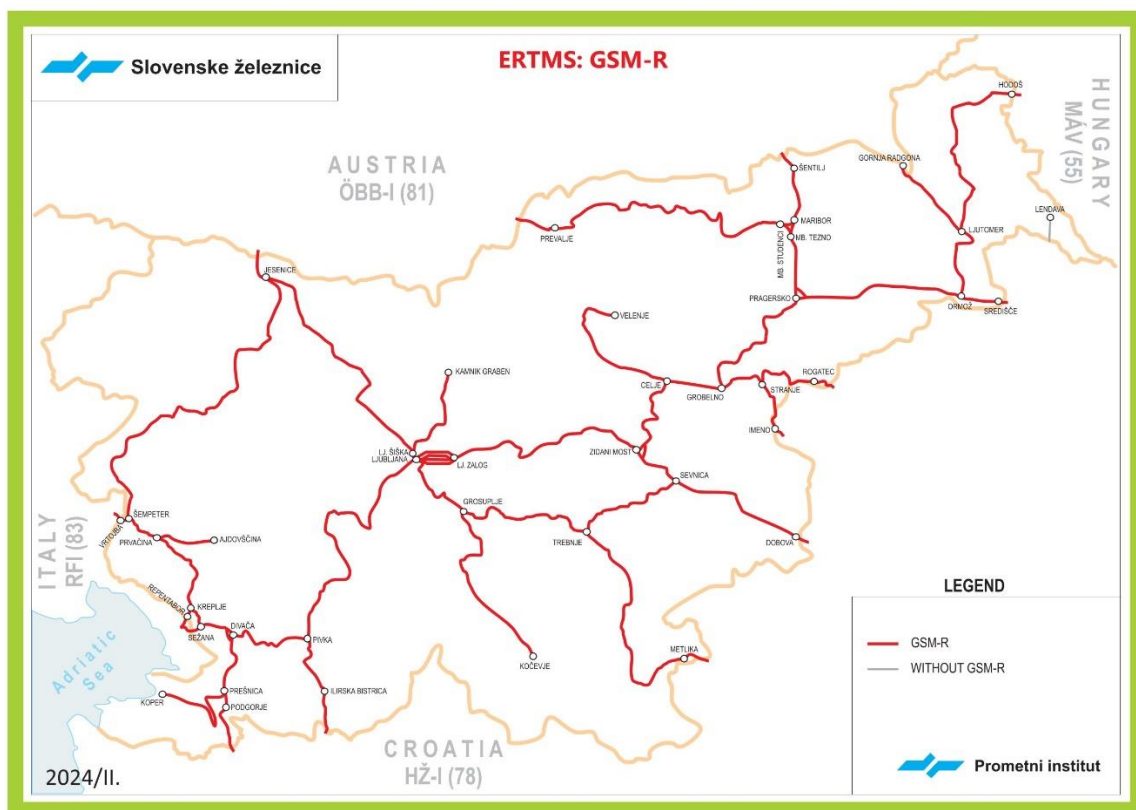 Slovenske železnice
ERTMS: GSM-R
AUSTRIA
ÖBB-I (81)
HUNGARY
MÁV (55)
HODOŠ
GORNJA RADGONA
ŠENTILJ
LENDAVA
PREVALJE
MARIBOR
MB. TEZNO
MB. STUDENCI
LJUTOMER
JESENICE
PRAGERSKO
ORMOŽ
SREDIŠČE
VELENJE
KAMNIK GRABEN
CELJE
GROBELNO
STRANJE
ROGATEC
IMENO
LJ. ŠIŠKA
LJUBLJANA
LJ. ZALOG
ZIDANI MOST
SEVNICA
GROSUPLJE
TREBNJE
DOBOVA
ITALY
RFI (83)
VRTOJBA
ŠEMPETER
PRVAČINA
AJDOVŠČINA
REPENTABOR
KREPLJE
SEŽANA
DIVAČA
PIVKA
KOČEVJE
METLIKA
Adriatic
Sea
KOPER
PREŠNICA
PODGORJE
ILIRSKA BISTRICA
CROATIA
HŽ-I (78)
LEGEND
GSM-R
WITHOUT GSM-R
2024/II.
Prometni institut